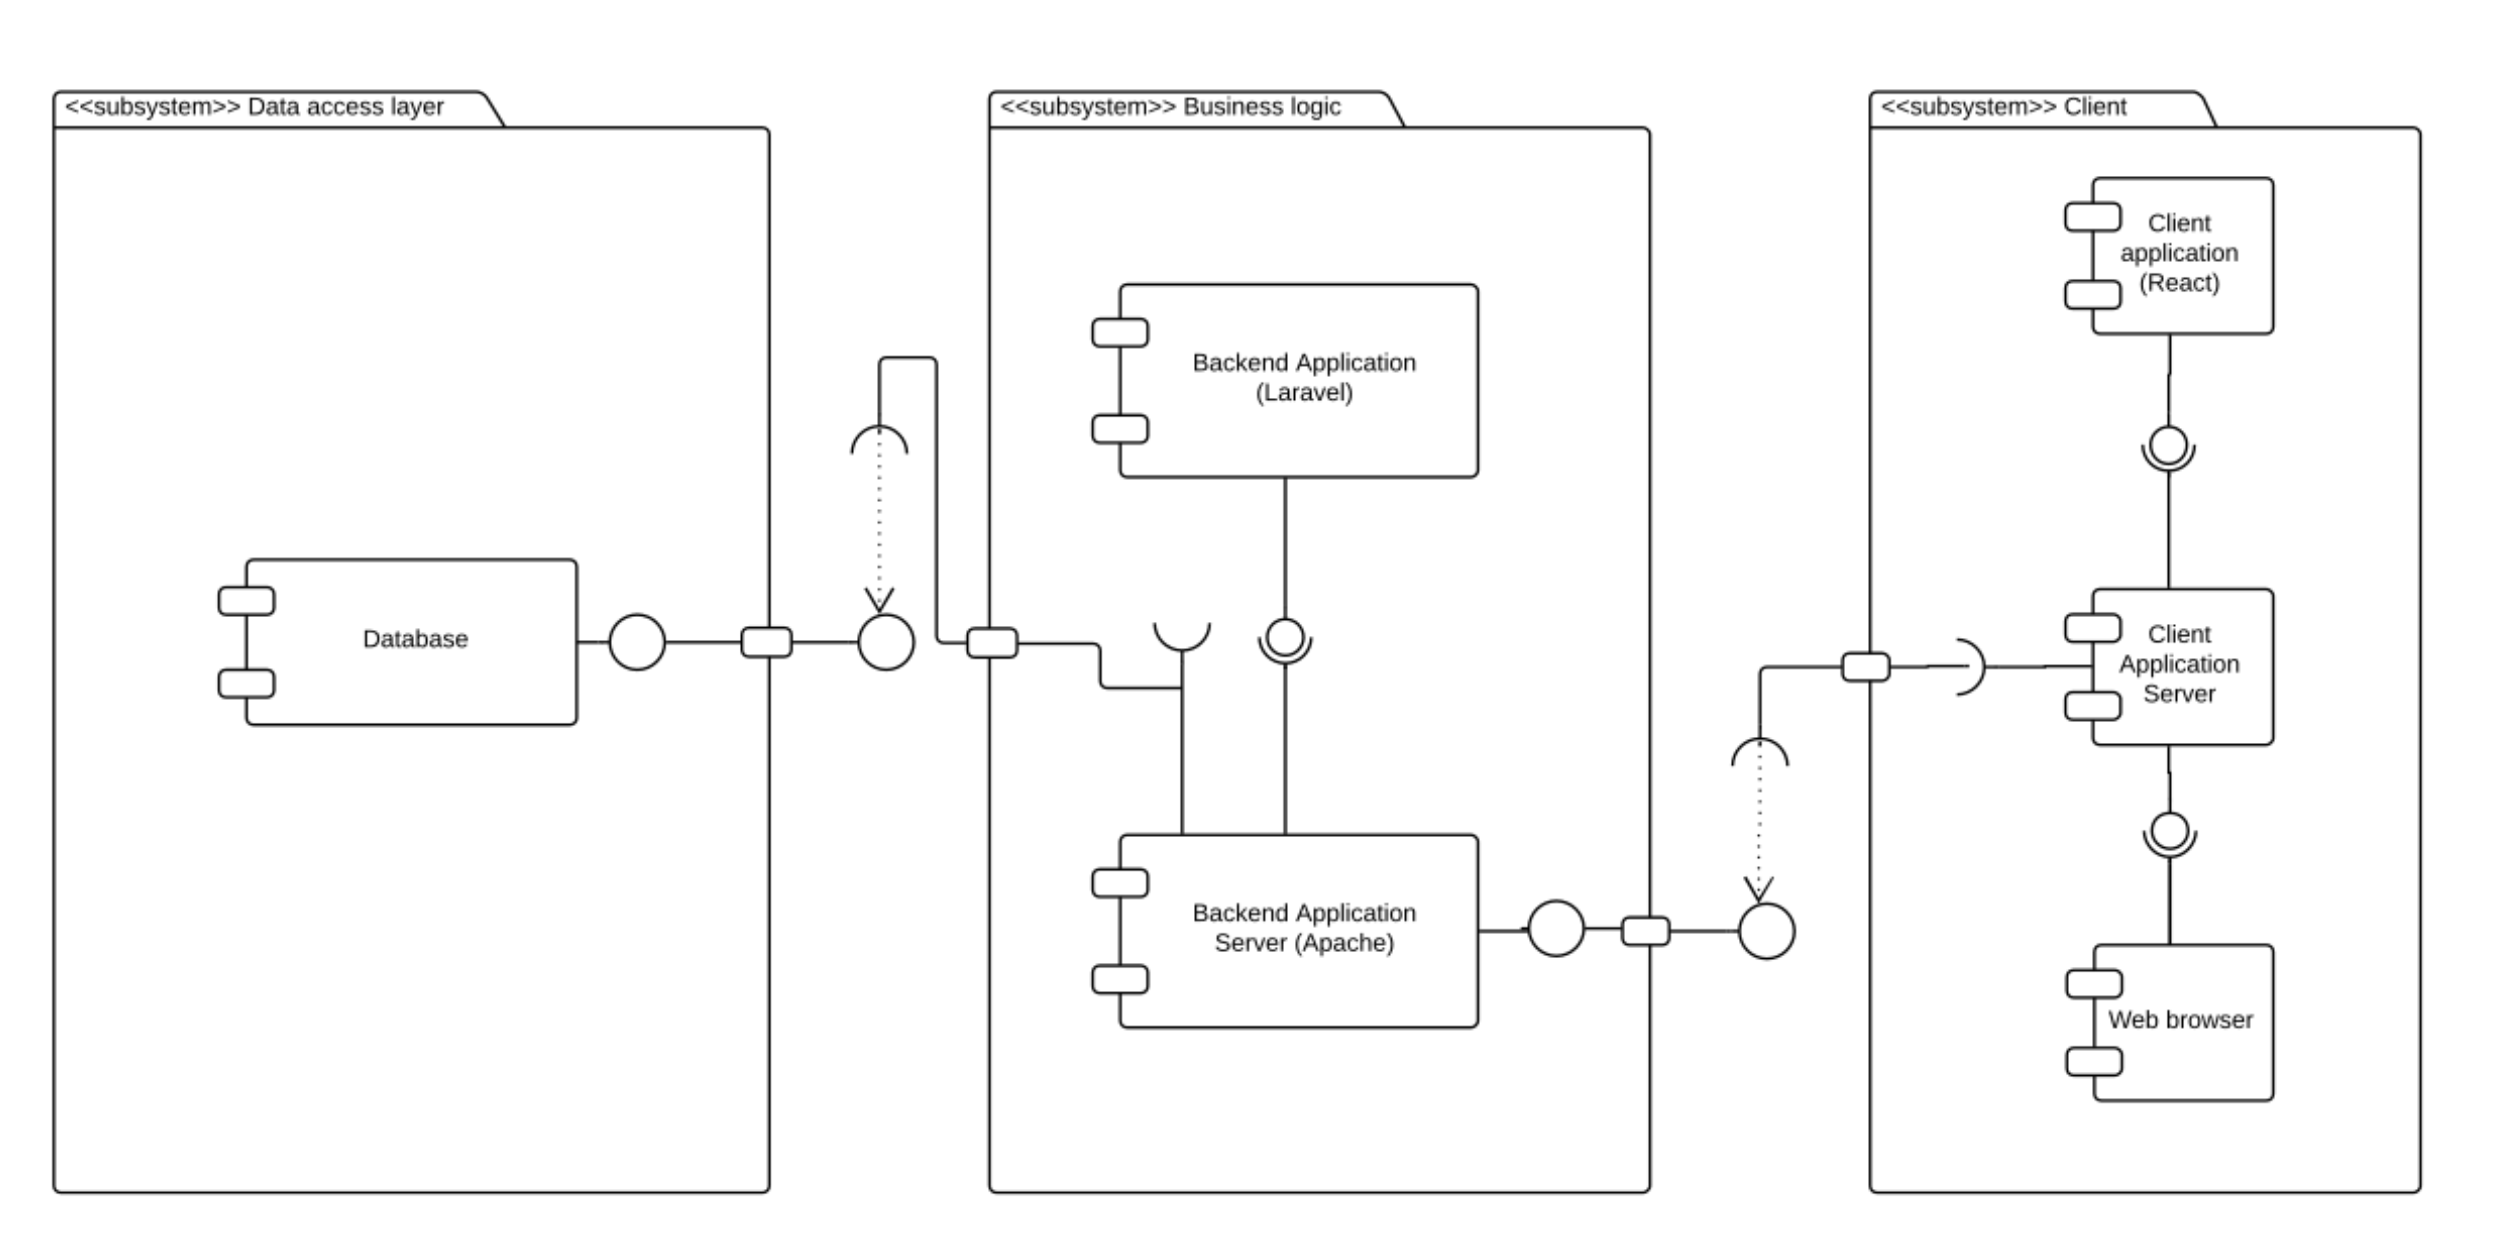 <<subsystem>> Data access layer
Database
<<subsystem>> Business logic
Backend Application
(Laravel)
Backend Application
Server (Apache)
<<subsystem>> Client
Client
application
(React)
Client
Application
Server
Web browser